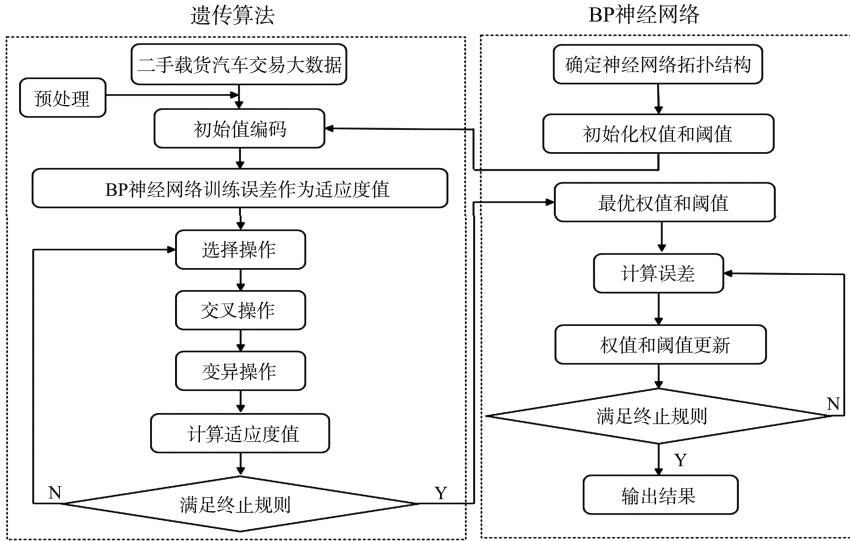 遗传算法
二手载货汽车交易大数据
预处理
初始值编码
BP神经网络训练误差作为适应度值
选择操作
交叉操作
变异操作
计算适应度值
满足终止规则
N
Y
BP神经网络
确定神经网络拓扑结构
初始化权值和阈值
最优权值和阈值
计算误差
权值和阈值更新
满足终止规则
N
Y
输出结果